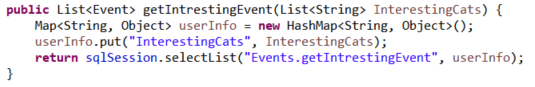 public List<Event> getIntrestingEvent(List<String> InterestingCats) {
Map<String, Object> userInfo = new HashMap<String, Object>();
userInfo.put("InterestingCats", InterestingCats);
return sqlSession.selectList("Events.getIntrestingEvent", userInfo);
}